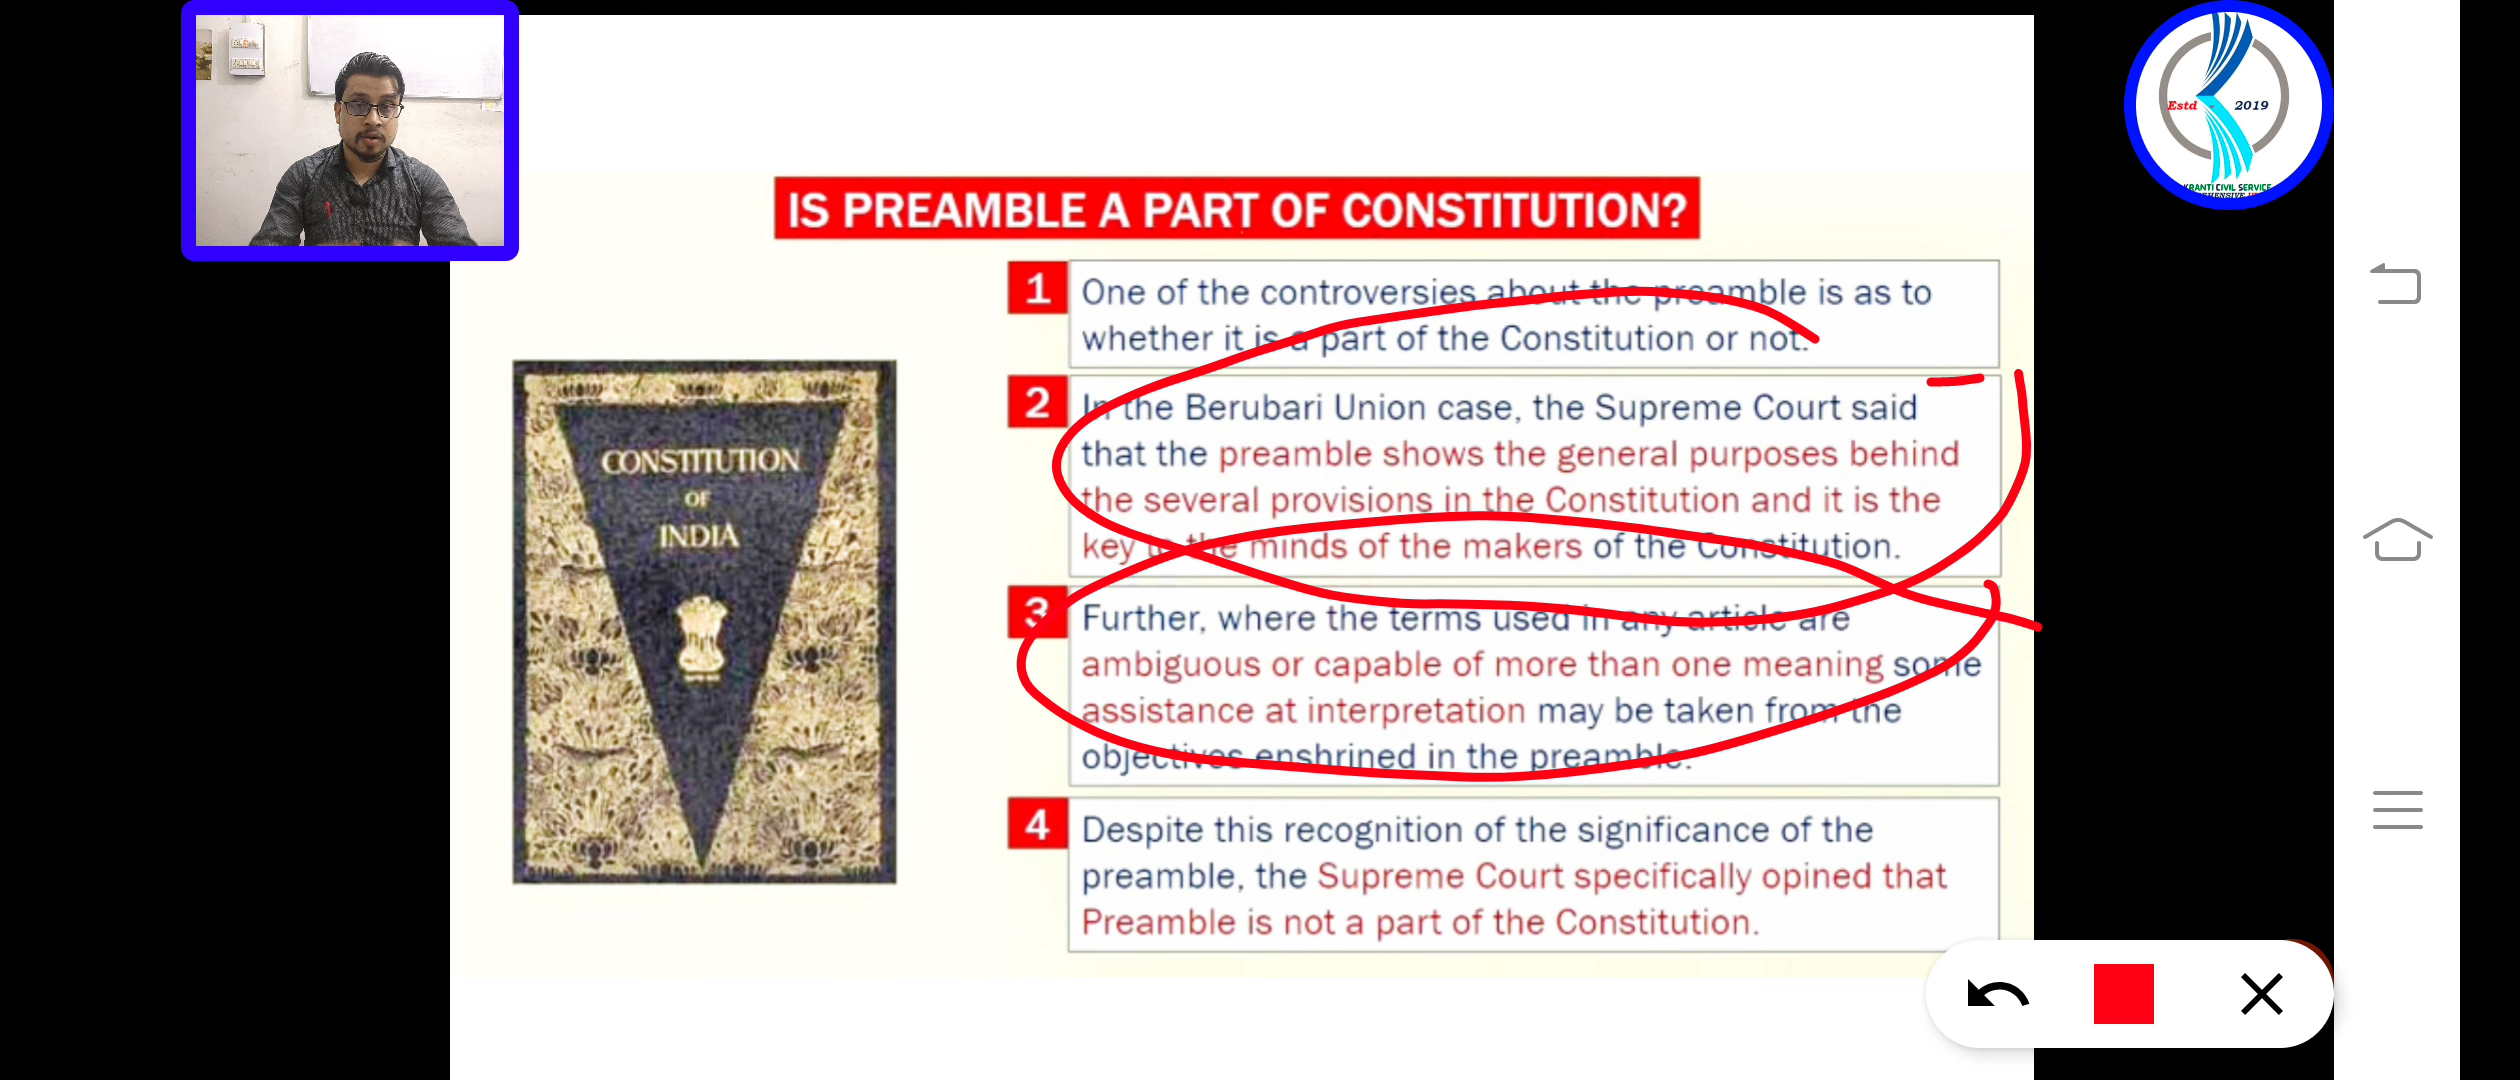 IS PREAMBLE A PART OF CONSTITUTION?
1
One of the controversies about the preamble is as to
whether it is a part of the Constitution or not.
2
In the Berubari Union case, the Supreme Court said
that the preamble shows the general purposes behind
the several provisions in the Constitution and it is the
key to the minds of the makers of the Constitution.
3
Further, where the terms used in any article are
ambiguous or capable of more than one meaning some
assistance at interpretation may be taken from the
objectives enshrined in the preamble.
4
Despite this recognition of the significance of the
preamble, the Supreme Court specifically opined that
Preamble is not a part of the Constitution.
CONSTITUTION
OF
INDIA
Estd - 2019
KRANTI CIVIL SERVICE